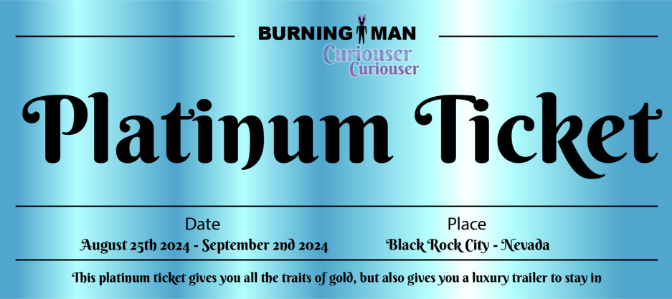 BURNING MAN
Curiouser
Curiouser
Platinum Ticket
Date
Place
August 25th 2024 - September 2nd 2024
Black Rock City - Nevada
This platinum ticket gives you all the traits of gold, but also gives you a luxury trailer to stay in